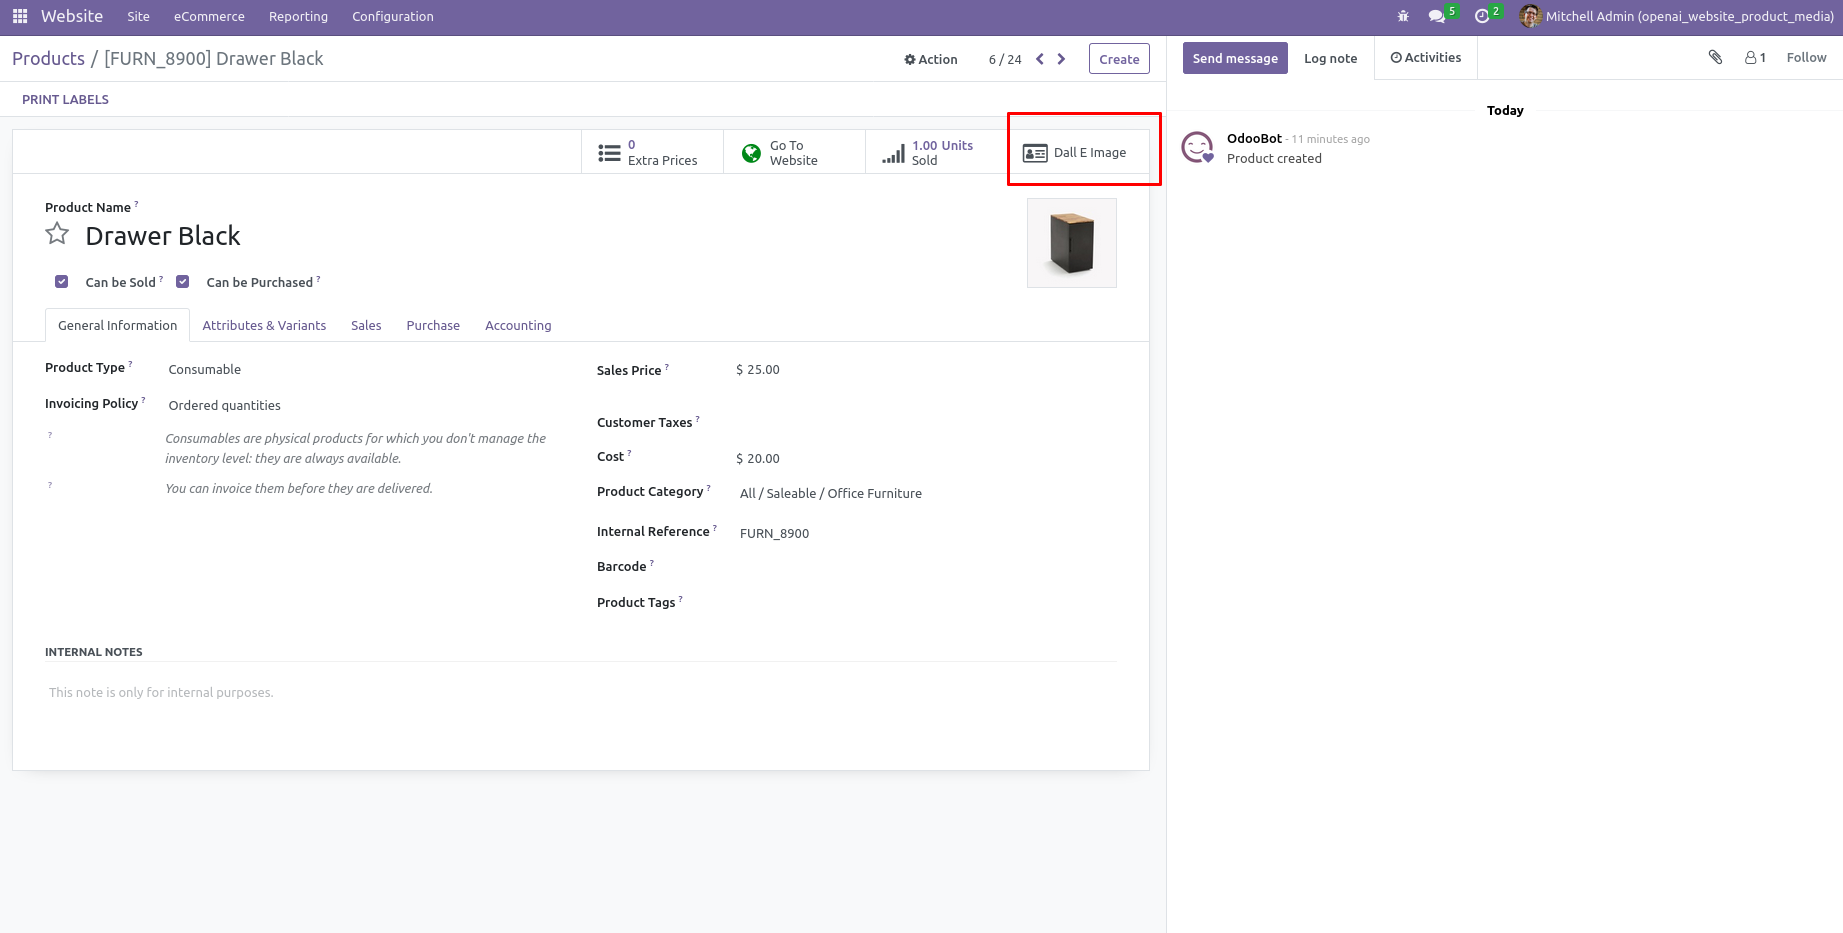 Website Site eCommerce Reporting Configuration 5 2 Mitchell Admin (openai_website_product_media)
Products / [FURN_8900] Drawer Black Action 6 / 24 Create
PRINT LABELS
0
Extra Prices
Go To
Website
1.00 Units
Sold
Dall E Image
Product Name ?
Drawer Black
Can be Sold ? Can be Purchased ?
General Information Attributes & Variants Sales Purchase Accounting
Product Type ? Consumable
Invoicing Policy ? Ordered quantities
? Consumables are physical products for which you don't manage the
inventory level: they are always available.
? You can invoice them before they are delivered.
Sales Price ? $ 25.00
Customer Taxes ?
Cost ? $ 20.00
Product Category ? All / Saleable / Office Furniture
Internal Reference ? FURN_8900
Barcode ?
Product Tags ?
INTERNAL NOTES
This note is only for internal purposes.
Send message Log note Activities 1 Follow
Today
OdooBot - 11 minutes ago
Product created